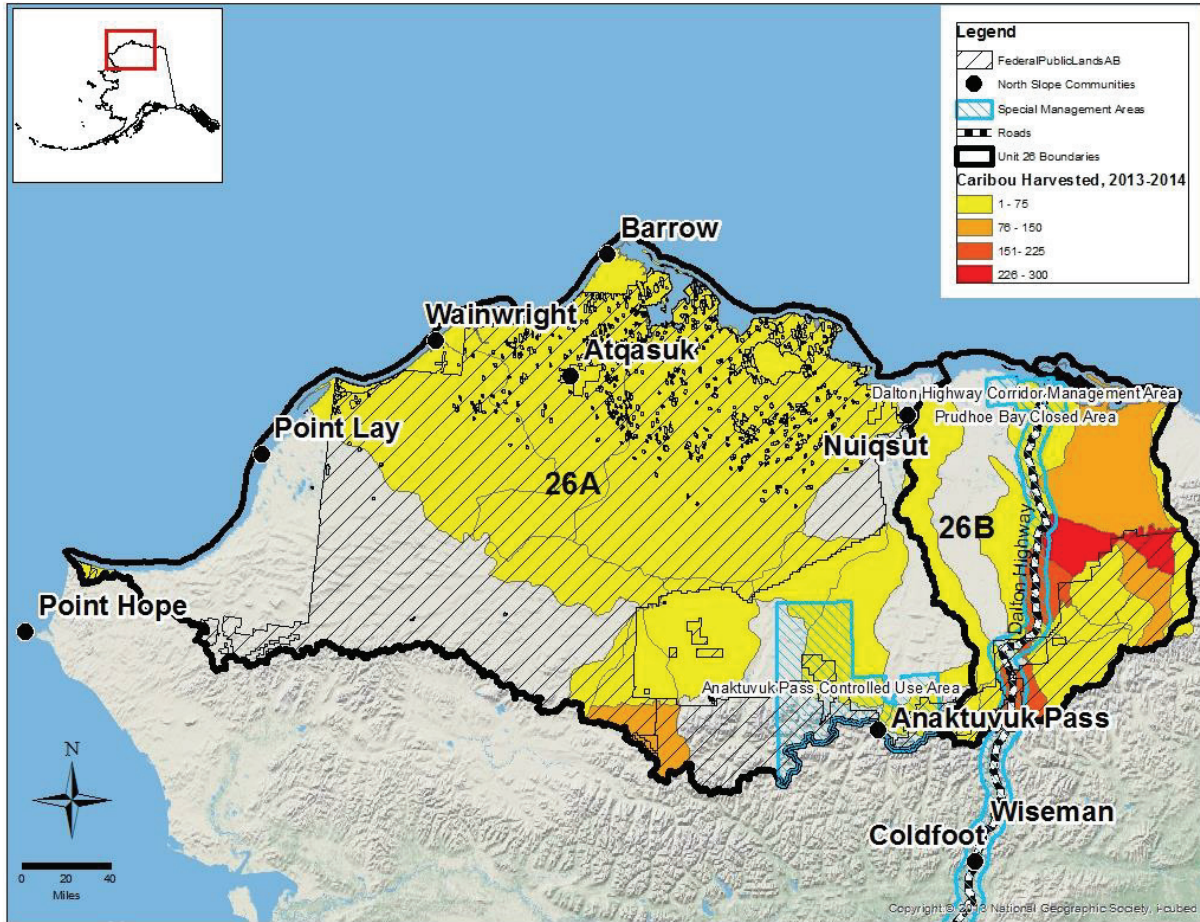 Legend
FederalPublicLandsAB
North Slope Communities
Special Management Areas
Roads
Unit 26 Boundaries
Caribou Harvested, 2013-2014
1 - 75
76 - 150
151- 225
226 - 300
Barrow
Wainwright
Atqasuk
Point Lay
Dalton Highway Corridor Management Area
Prudhoe Bay Closed Area
Nuiqsut
26A
26B
Dalton Highway
Point Hope
Anaktuvuk Pass Controlled Use Area
Anaktuvuk Pass
N
Wiseman
Coldfoot
0 20 40
Miles
Copyright:© 2013 National Geographic Society, i-cubed